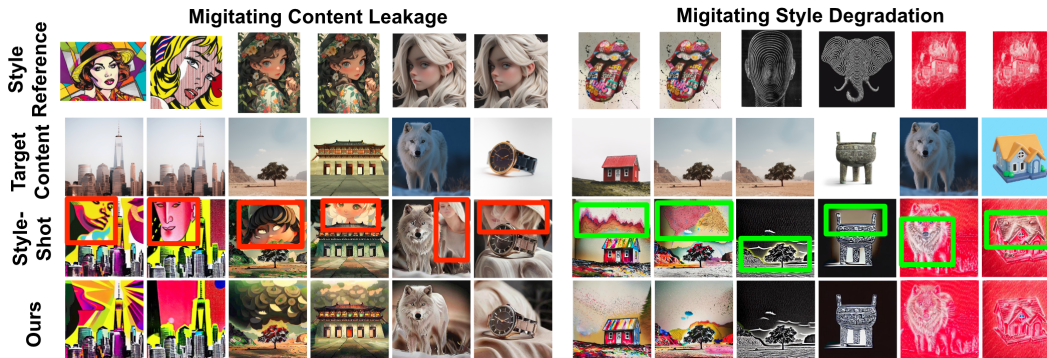 Migitating Content Leakage
Migitating Style Degradation
Style
Reference
Target
Content
Style-
Shot
Ours